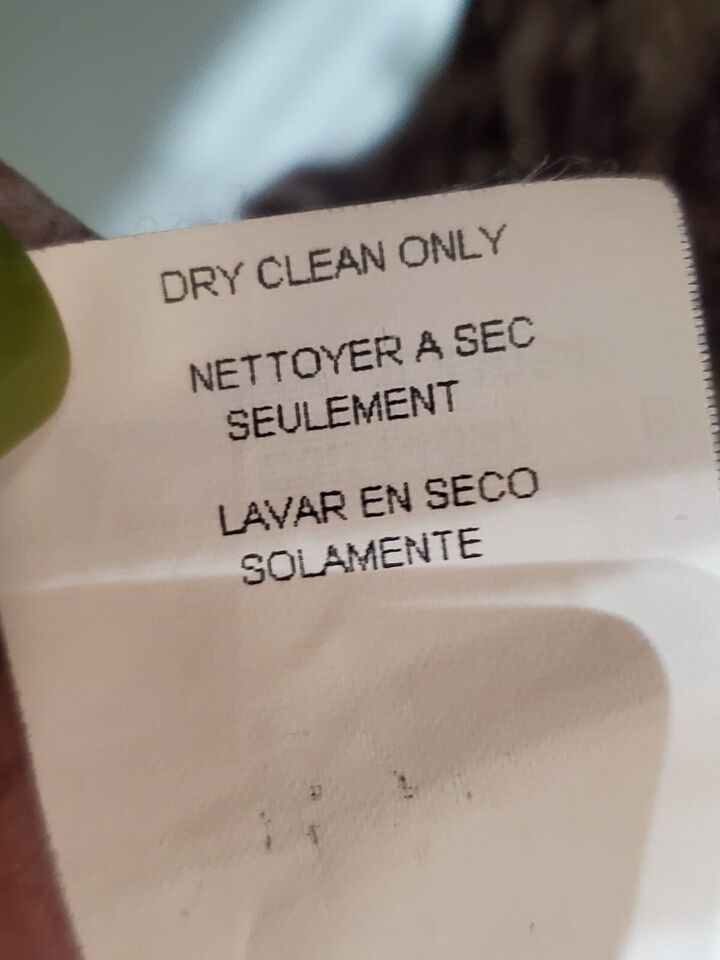 DRY CLEAN ONLY
NETTOYER A SEC
SEULEMENT
LAVAR EN SECO
SOLAMENTE